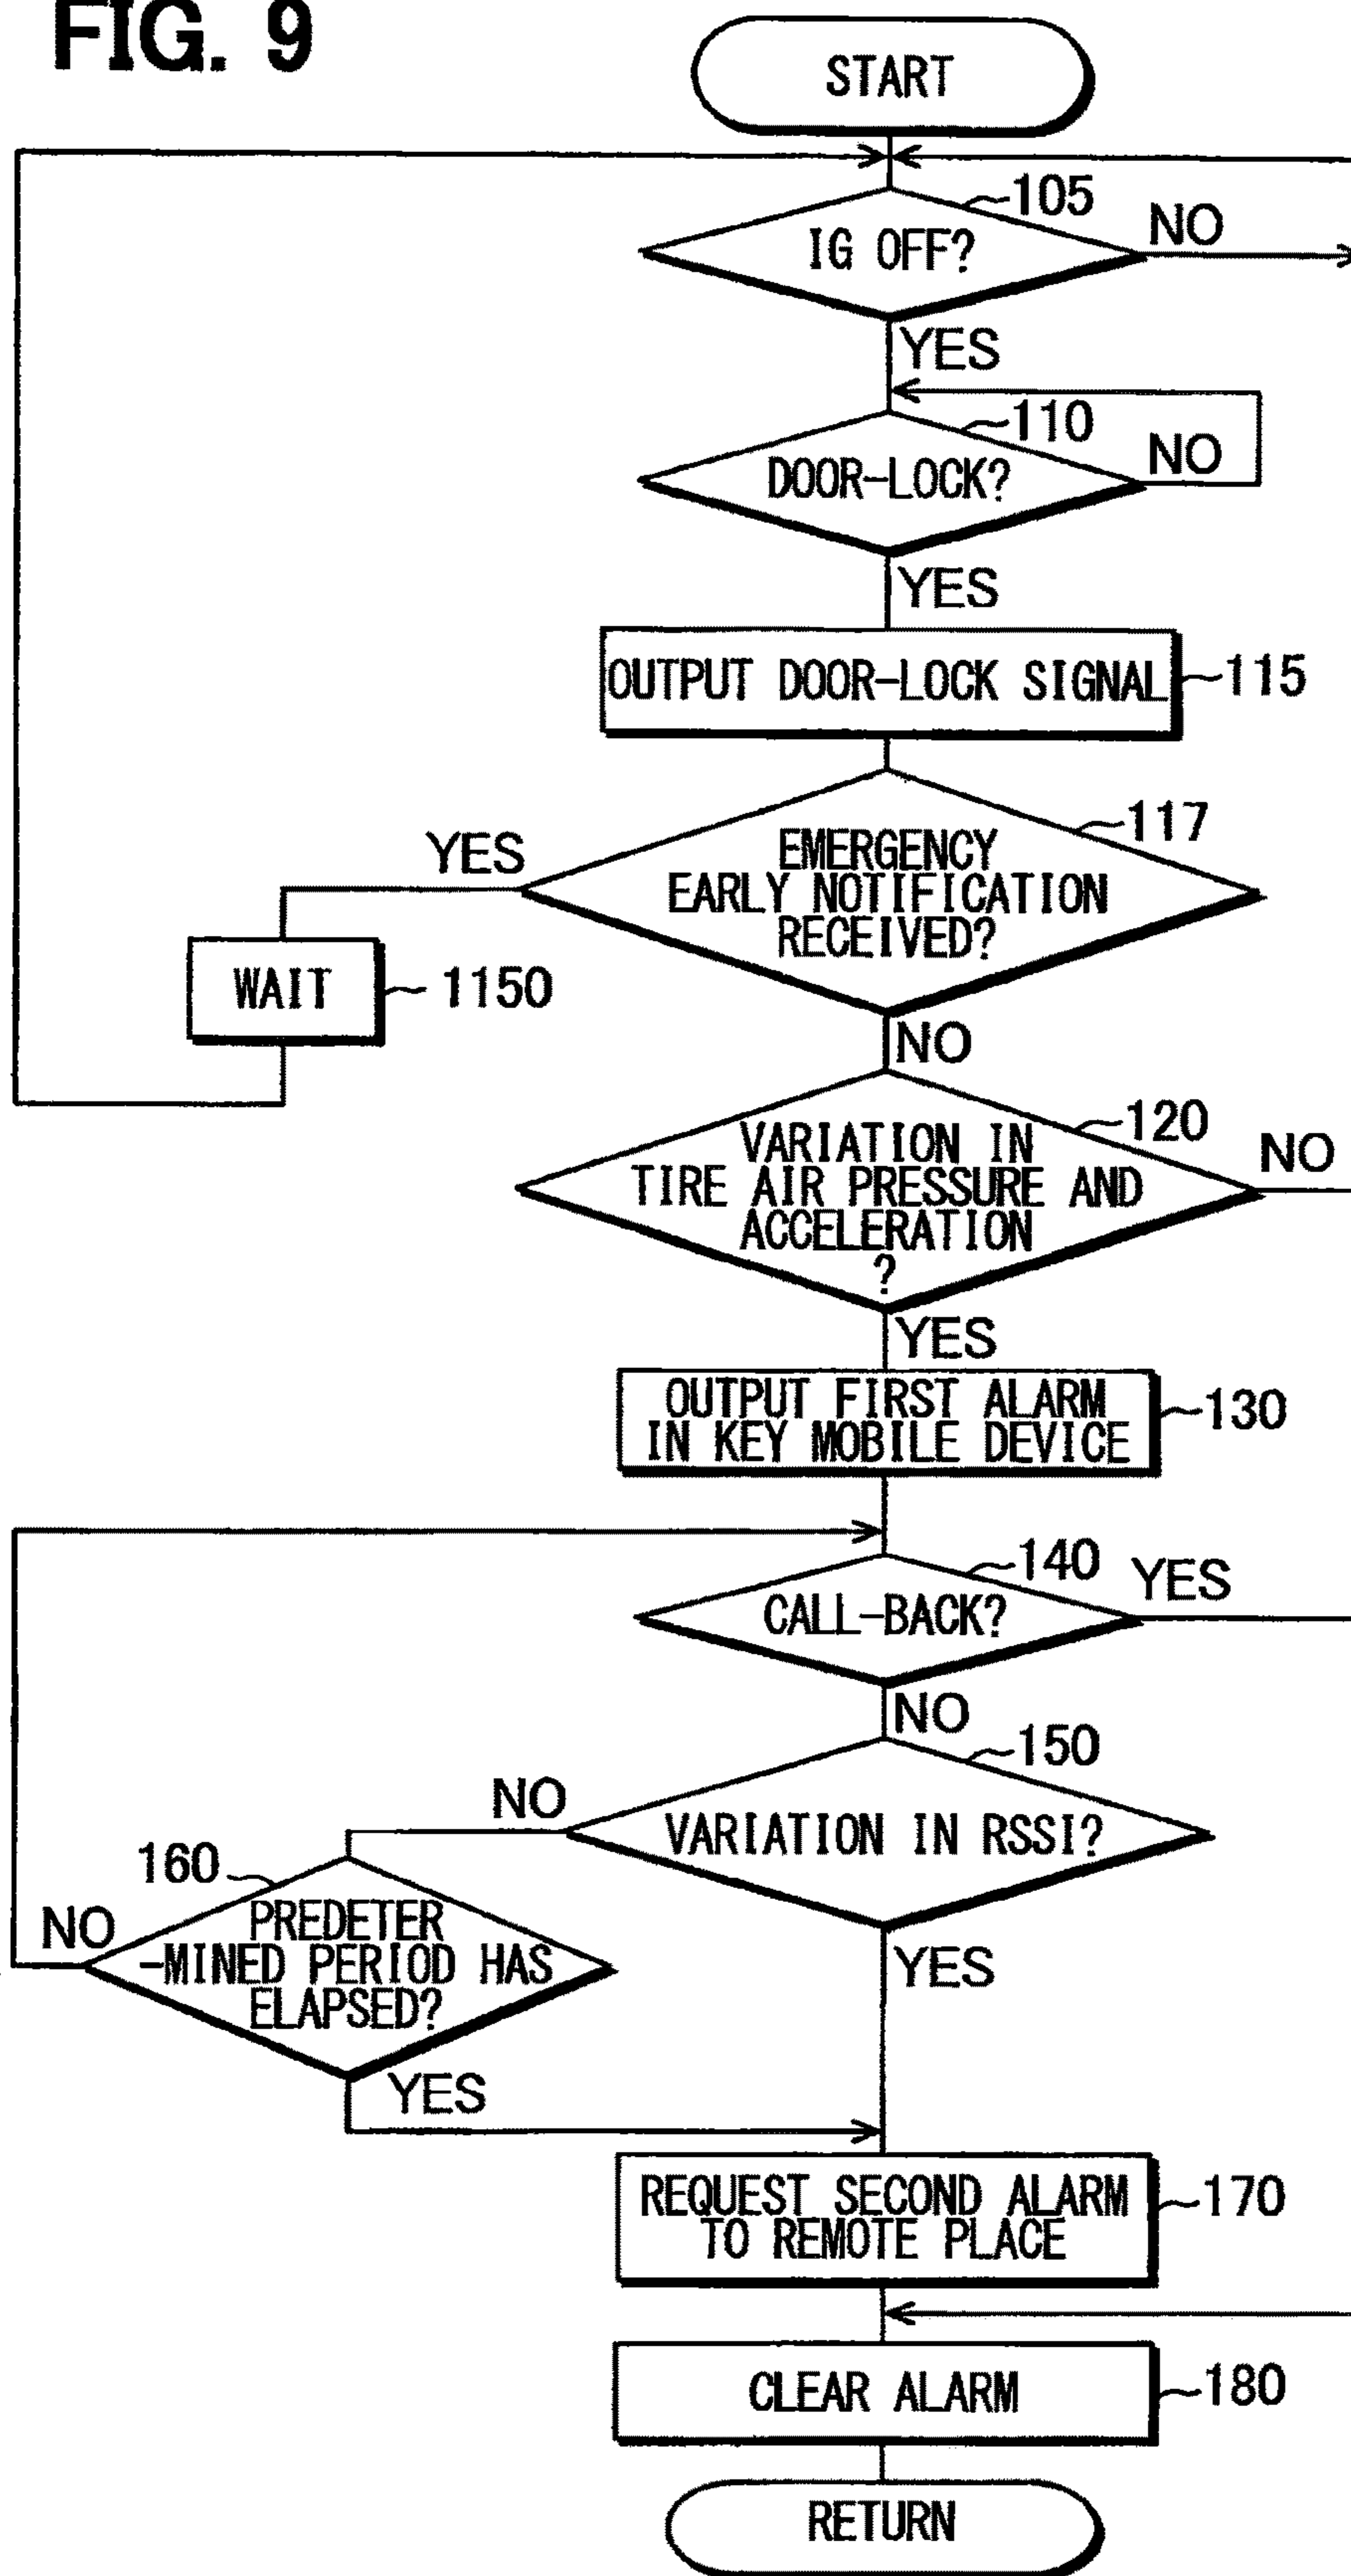 FIG. 9
START
105
IG OFF?
NO
YES
110
DOOR-LOCK?
NO
YES
OUTPUT DOOR-LOCK SIGNAL
115
117
EMERGENCY
EARLY NOTIFICATION
RECEIVED?
YES
WAIT
1150
NO
120
VARIATION IN
TIRE AIR PRESSURE AND
ACCELERATION
?
NO
YES
OUTPUT FIRST ALARM
IN KEY MOBILE DEVICE
130
140
CALL-BACK?
YES
NO
150
VARIATION IN RSSI?
NO
160
PREDETER
-MINED PERIOD HAS
ELAPSED?
NO
YES
YES
REQUEST SECOND ALARM
TO REMOTE PLACE
170
CLEAR ALARM
180
RETURN